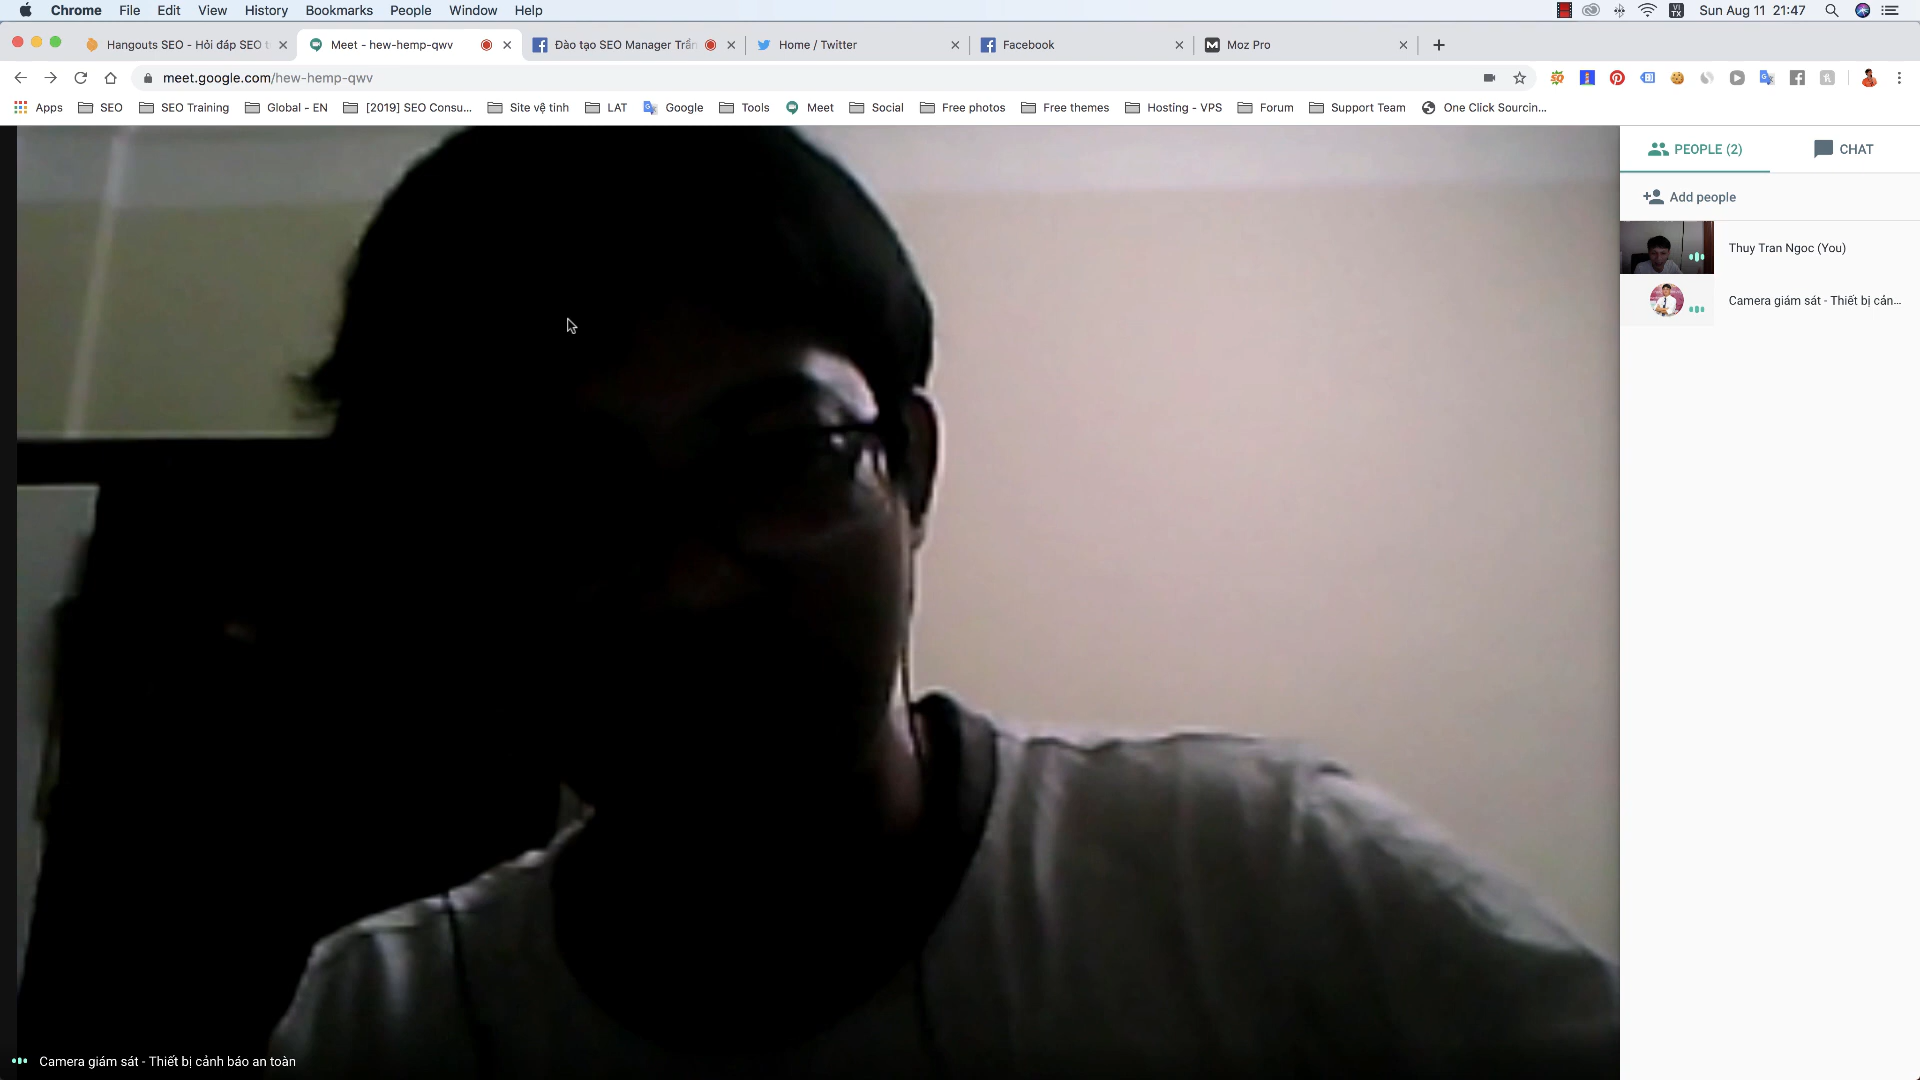 Chrome File Edit View History Bookmarks People Window Help
VI TX Sun Aug 11 21:47
Hangouts SEO - Hỏi đáp SEO t
Meet - hew-hemp-qwv
Đào tạo SEO Manager Trần
Home / Twitter
Facebook
Moz Pro
meet.google.com/hew-hemp-qwv
Apps SEO SEO Training Global - EN [2019] SEO Consu... Site vệ tinh LAT Google Tools Meet Social Free photos Free themes Hosting - VPS Forum Support Team One Click Sourcin...
PEOPLE (2) CHAT
Add people
Thuy Tran Ngoc (You)
Camera giám sát - Thiết bị cản...
Camera giám sát - Thiết bị cảnh báo an toàn